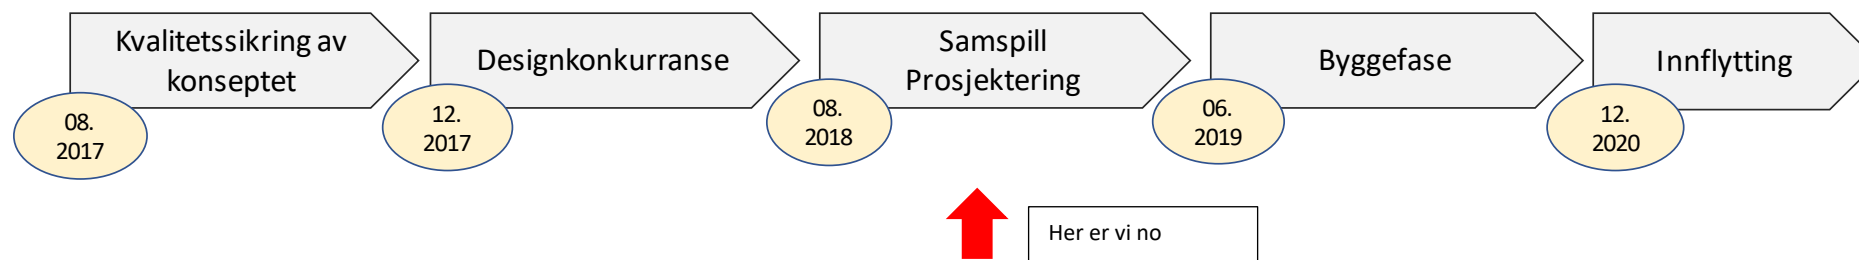 Kvalitetssikring av
konseptet
08.
2017
Designkonkurranse
12.
2017
Samspill
Prosjektering
08.
2018
Byggefase
06.
2019
Innflytting
12.
2020
Her er vi no